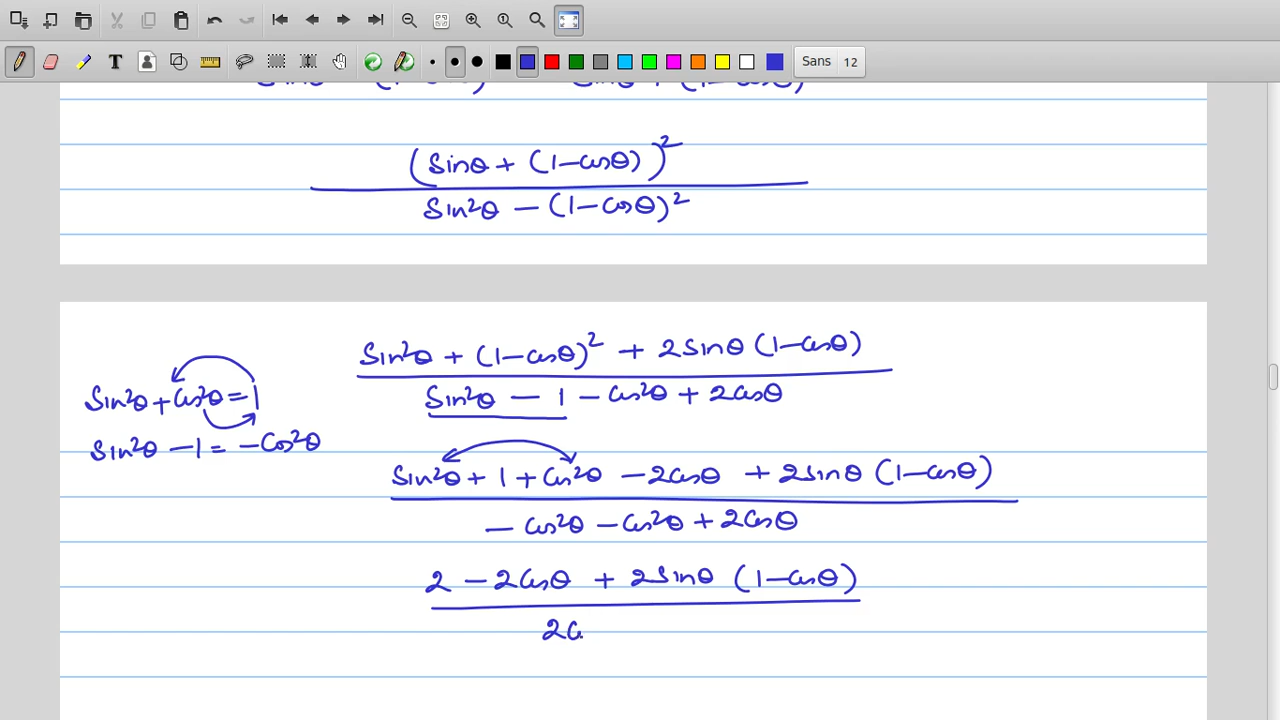 Sans 12
(Sinθ + (1-cosθ))²
Sin²θ - (1-cosθ)²
Sin²θ + (1-cosθ)² + 2sinθ (1-cosθ)
Sin²θ - 1 - cos²θ + 2cosθ
Sin²θ + cos²θ = 1
Sin²θ - 1 = -cos²θ
Sin²θ + 1 + cos²θ - 2cosθ + 2sinθ (1-cosθ)
- cos²θ - cos²θ + 2cosθ
2 - 2cosθ + 2sinθ (1-cosθ)
2c